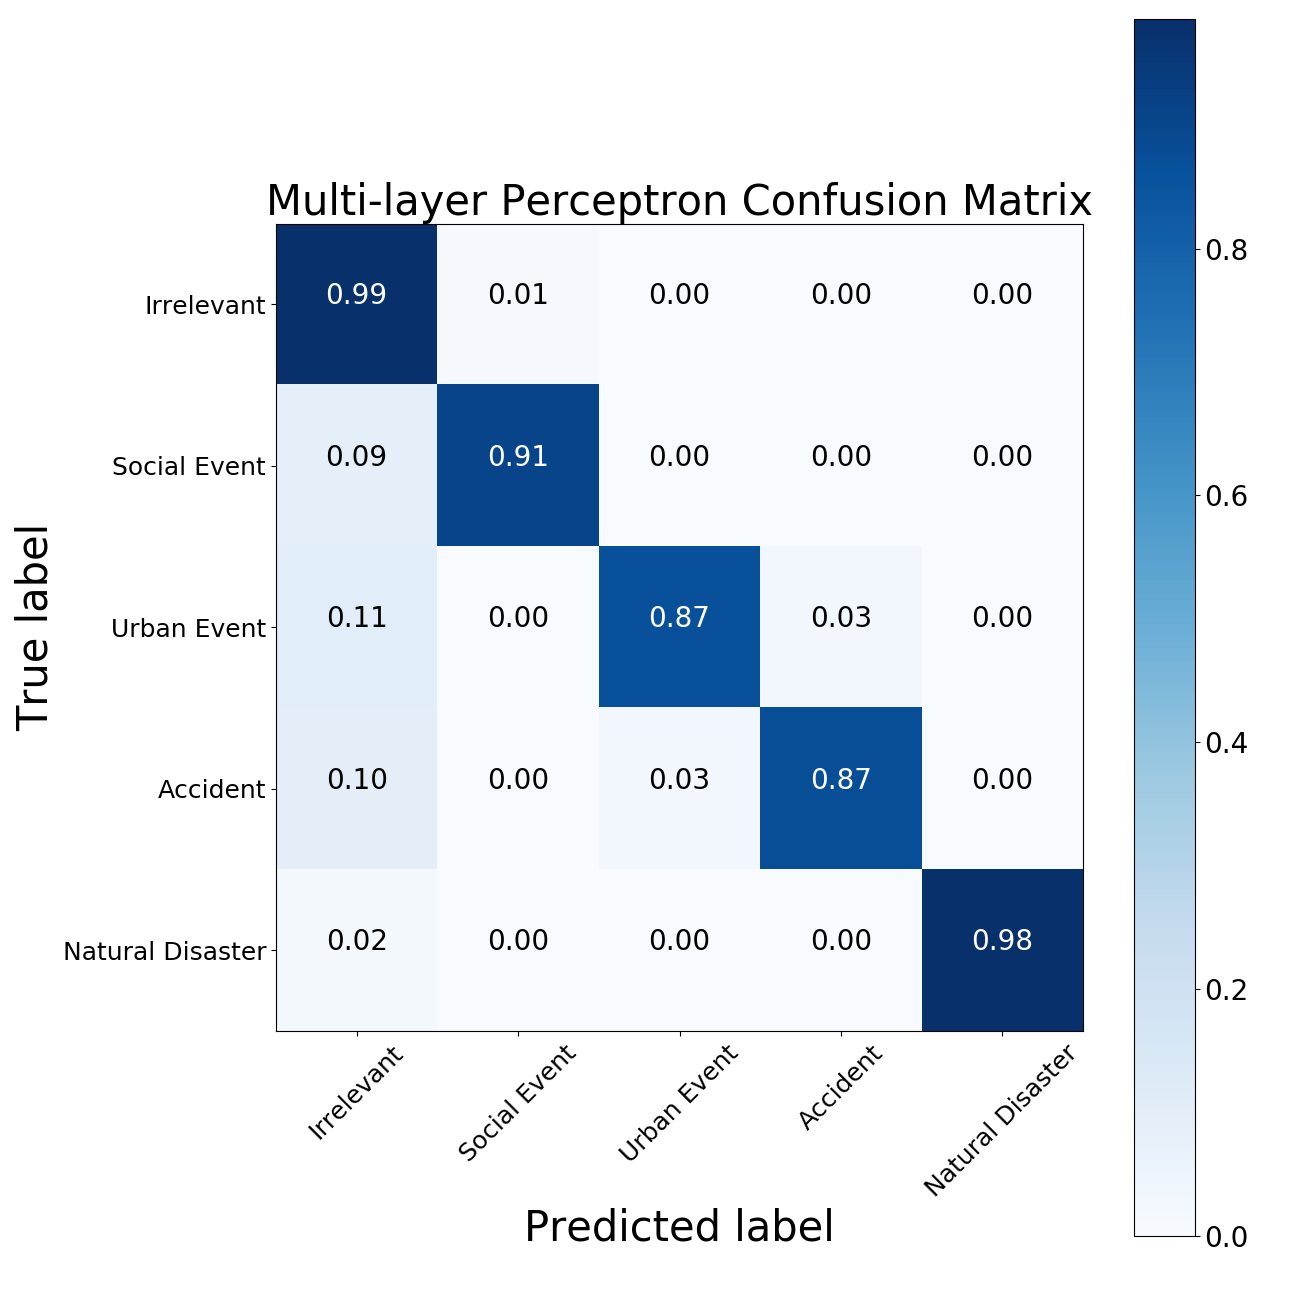 Multi-layer Perceptron Confusion Matrix
Irrelevant 0.99 0.01 0.00 0.00 0.00
Social Event 0.09 0.91 0.00 0.00 0.00
Urban Event 0.11 0.00 0.87 0.03 0.00
Accident 0.10 0.00 0.03 0.87 0.00
Natural Disaster 0.02 0.00 0.00 0.00 0.98
True label
Irrelevant Social Event Urban Event Accident Natural Disaster
Predicted label
0.8
0.6
0.4
0.2
0.0